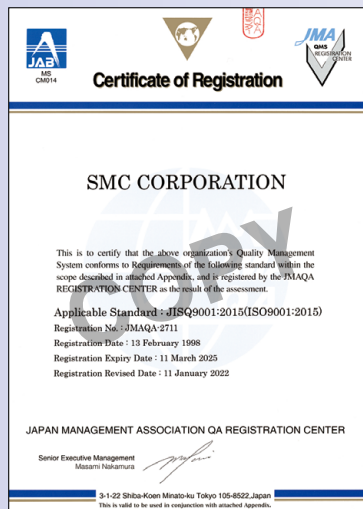 JAB
MS
CM014
JMA
QMS
REGISTRATION
CENTER
Certificate of Registration
SMC CORPORATION
COPY
This is to certify that the above organization's Quality Management
System conforms to Requirements of the following standard within the
scope described in attached Appendix, and is registered by the JMAQA
REGISTRATION CENTER as the result of the assessment.
Applicable Standard : JISQ9001:2015(ISO9001:2015)
Registration No. : JMAQA-2711
Registration Date : 13 February 1998
Registration Expiry Date : 11 March 2025
Registration Revised Date : 11 January 2022
JAPAN MANAGEMENT ASSOCIATION QA REGISTRATION CENTER
Senior Executive Management
Masami Nakamura
3-1-22 Shiba-Koen Minato-ku Tokyo 105-8522,Japan
This is valid to be used in conjunction with attached Appendix.